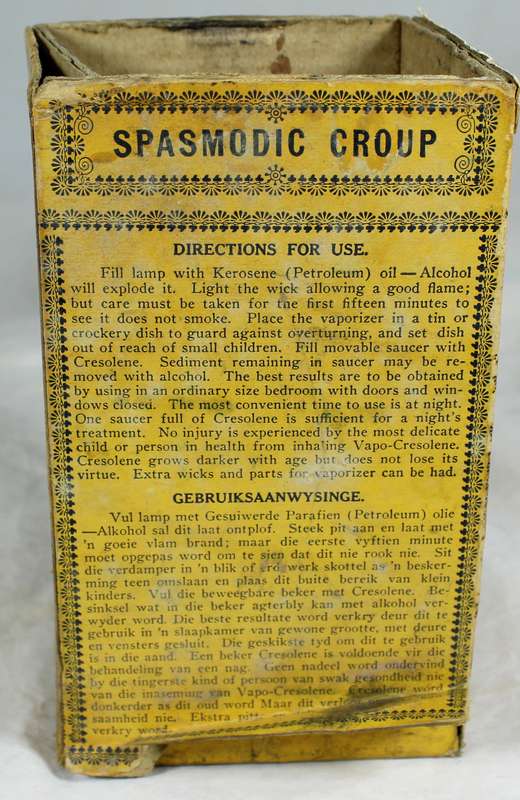 SPASMODIC CROUP
DIRECTIONS FOR USE.
Fill lamp with Kerosene (Petroleum) oil — Alcohol
will explode it. Light the wick allowing a good flame;
but care must be taken for the first fifteen minutes to
see it does not smoke. Place the vaporizer in a tin or
crockery dish to guard against overturning, and set dish
out of reach of small children. Fill movable saucer with
Cresolene. Sediment remaining in saucer may be re-
moved with alcohol. The best results are to be obtained
by using in an ordinary size bedroom with doors and win-
dows closed. The most convenient time to use is at night.
One saucer full of Cresolene is sufficient for a night's
treatment. No injury is experienced by the most delicate
child or person in health from inhaling Vapo-Cresolene.
Cresolene grows darker with age but does not lose its
virtue. Extra wicks and parts for vaporizer can be had.
GEBRUIKSAANWYSINGE.
Vul lamp met Gesuiwerde Parafien (Petroleum) olie
—Alkohol sal dit laat ontplof. Steek pit aan en laat met
'n goeie vlam brand; maar die eerste vyftien minute
moet opgepas word om te sien dat dit nie rook nie. Sit
die verdamper in 'n blik of erdewerk skottel as 'n besker-
ming teen omslaan en plaas dit buite bereik van klein
kinders. Vul die beweegbare beker met Cresolene. Be-
sinksel wat in die beker agterbly kan met alkohol ver-
wyder word. Die beste resultate word verkry deur dit te
gebruik in 'n slaapkamer van gewone grootte, met deure
en vensters gesluit. Die geskikste tyd om dit te gebruik
is in die aand. Een beker Cresolene is voldoende vir die
behandeling van een nag. Geen nadeel word ondervind
by die tingerste kind of persoon van swak gesondheid nie
van die inaseming van Vapo-Cresolene. Cresolene word
donkerder as dit oud word Maar dit
saamheid nie. Ekstra
verkry word.